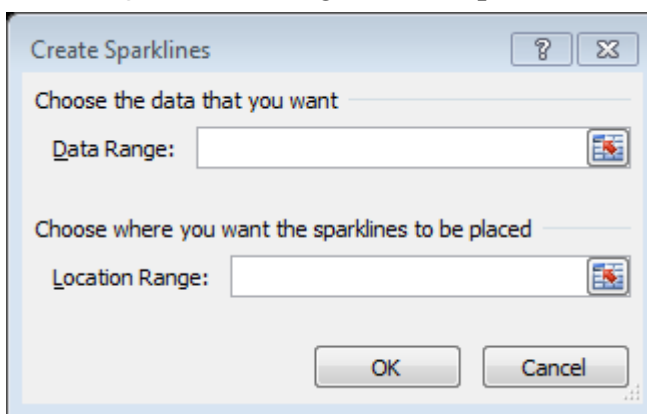 Create Sparklines
?
Choose the data that you want
Data Range:
Choose where you want the sparklines to be placed
Location Range:
OK Cancel